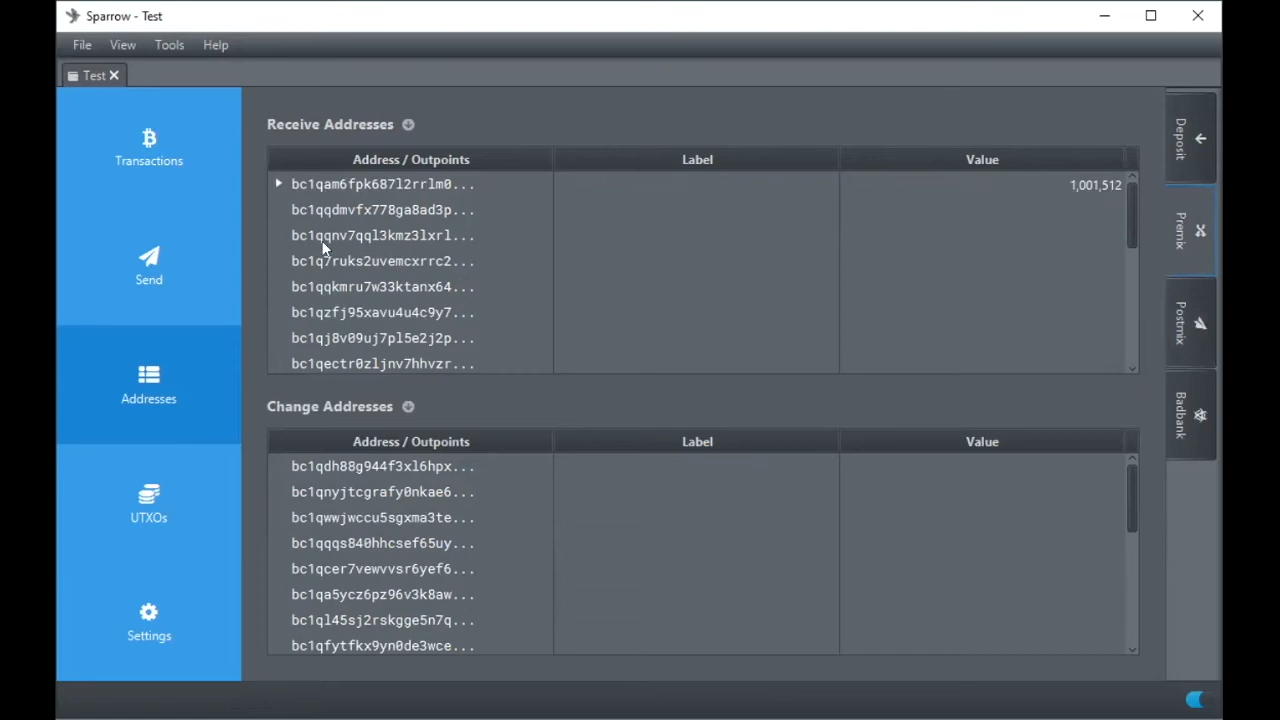 Sparrow - Test
File View Tools Help
Test
Transactions
Send
Addresses
UTXOs
Settings
Receive Addresses
Address / Outpoints Label Value
bc1qam6fpk687l2rrlm0... 1,001,512
bc1qqdmvfx778ga8ad3p...
bc1qqnv7qql3kmz3lxrl...
bc1q7ruks2uvemcxrrc2...
bc1qqkmru7w33ktanx64...
bc1qzfj95xavu4u4c9y7...
bc1qj8v09uj7pl5e2j2p...
bc1qectr0zljnv7hhvzr...
Change Addresses
Address / Outpoints Label Value
bc1qdh88g944f3xl6hpx...
bc1qnyjtcgrafy0nkae6...
bc1qwwjwccu5sgxma3te...
bc1qqqs840hhcsef65uy...
bc1qcer7vewvvsr6yef6...
bc1qa5ycz6pz96v3k8aw...
bc1ql45sj2rskgge5n7q...
bc1qfytfkx9yn0de3wce...
Deposit
Premix
Postmix
Badbank